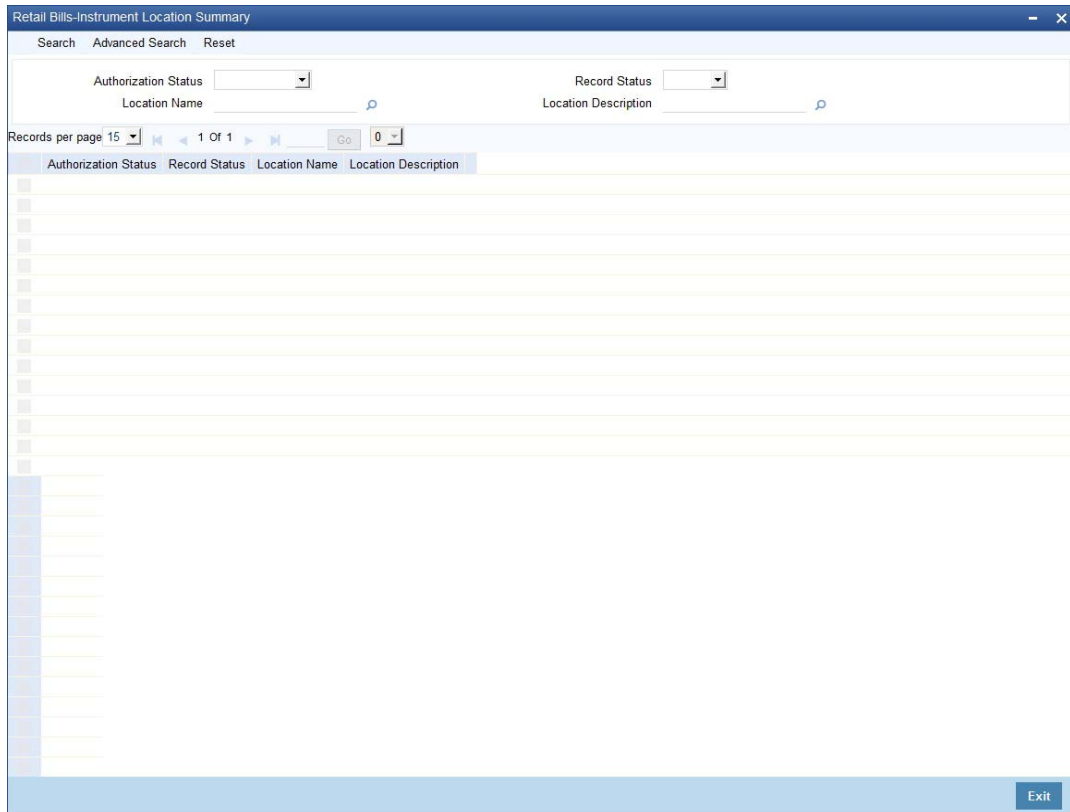 Retail Bills-Instrument Location Summary
Search Advanced Search Reset
Authorization Status Record Status
Location Name Location Description
Records per page 15 1 Of 1 Go 0
Authorization Status Record Status Location Name Location Description
Exit